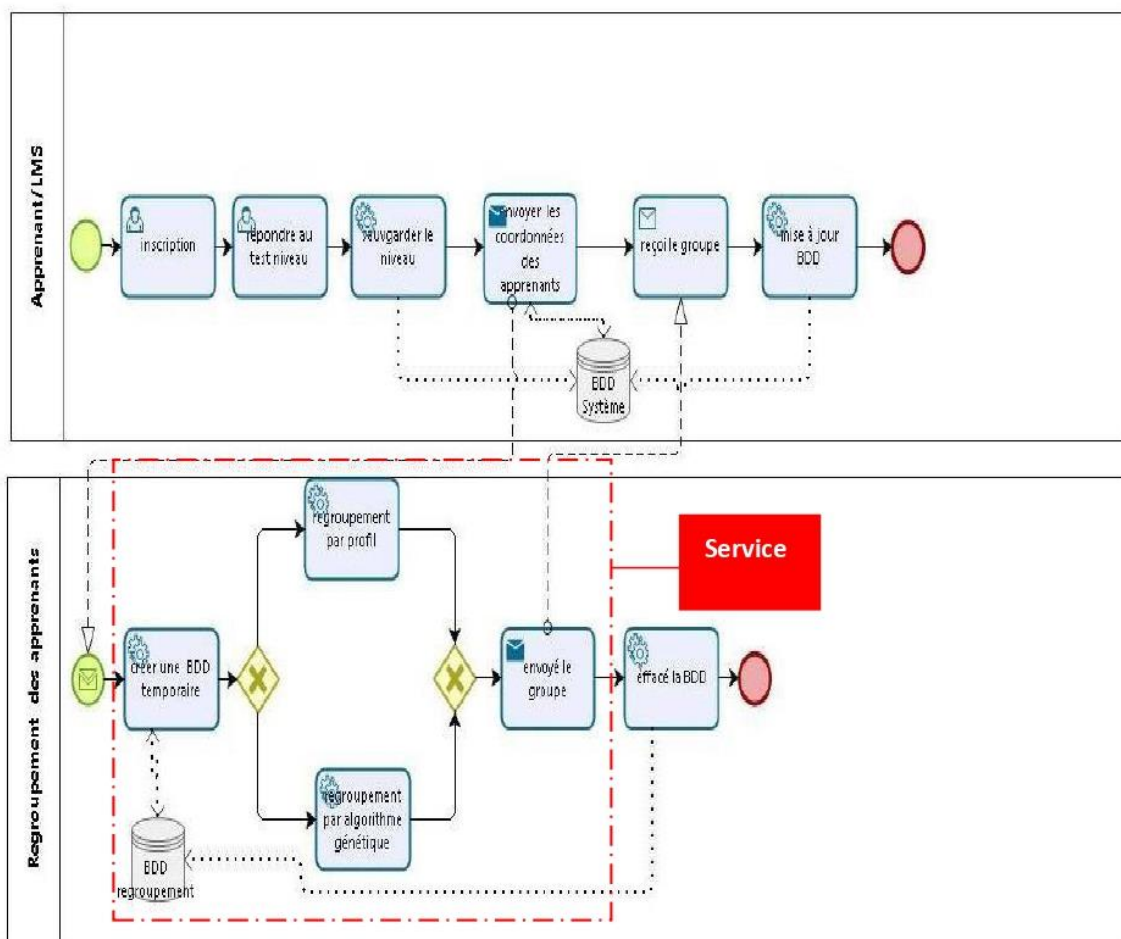 Apprenant/LMS
inscription
répondre au
test niveau
sauvgarder le
niveau
envoyer les
coordonnées
des
apprenants
reçoi le groupe
mise à jour
BDD
BDD
Système
Regroupement des apprenants
regroupement
par profil
Service
créer une BDD
temporaire
envoyé le
groupe
éffacé la BDD
regroupement
par algorithme
génétique
BDD
regroupement